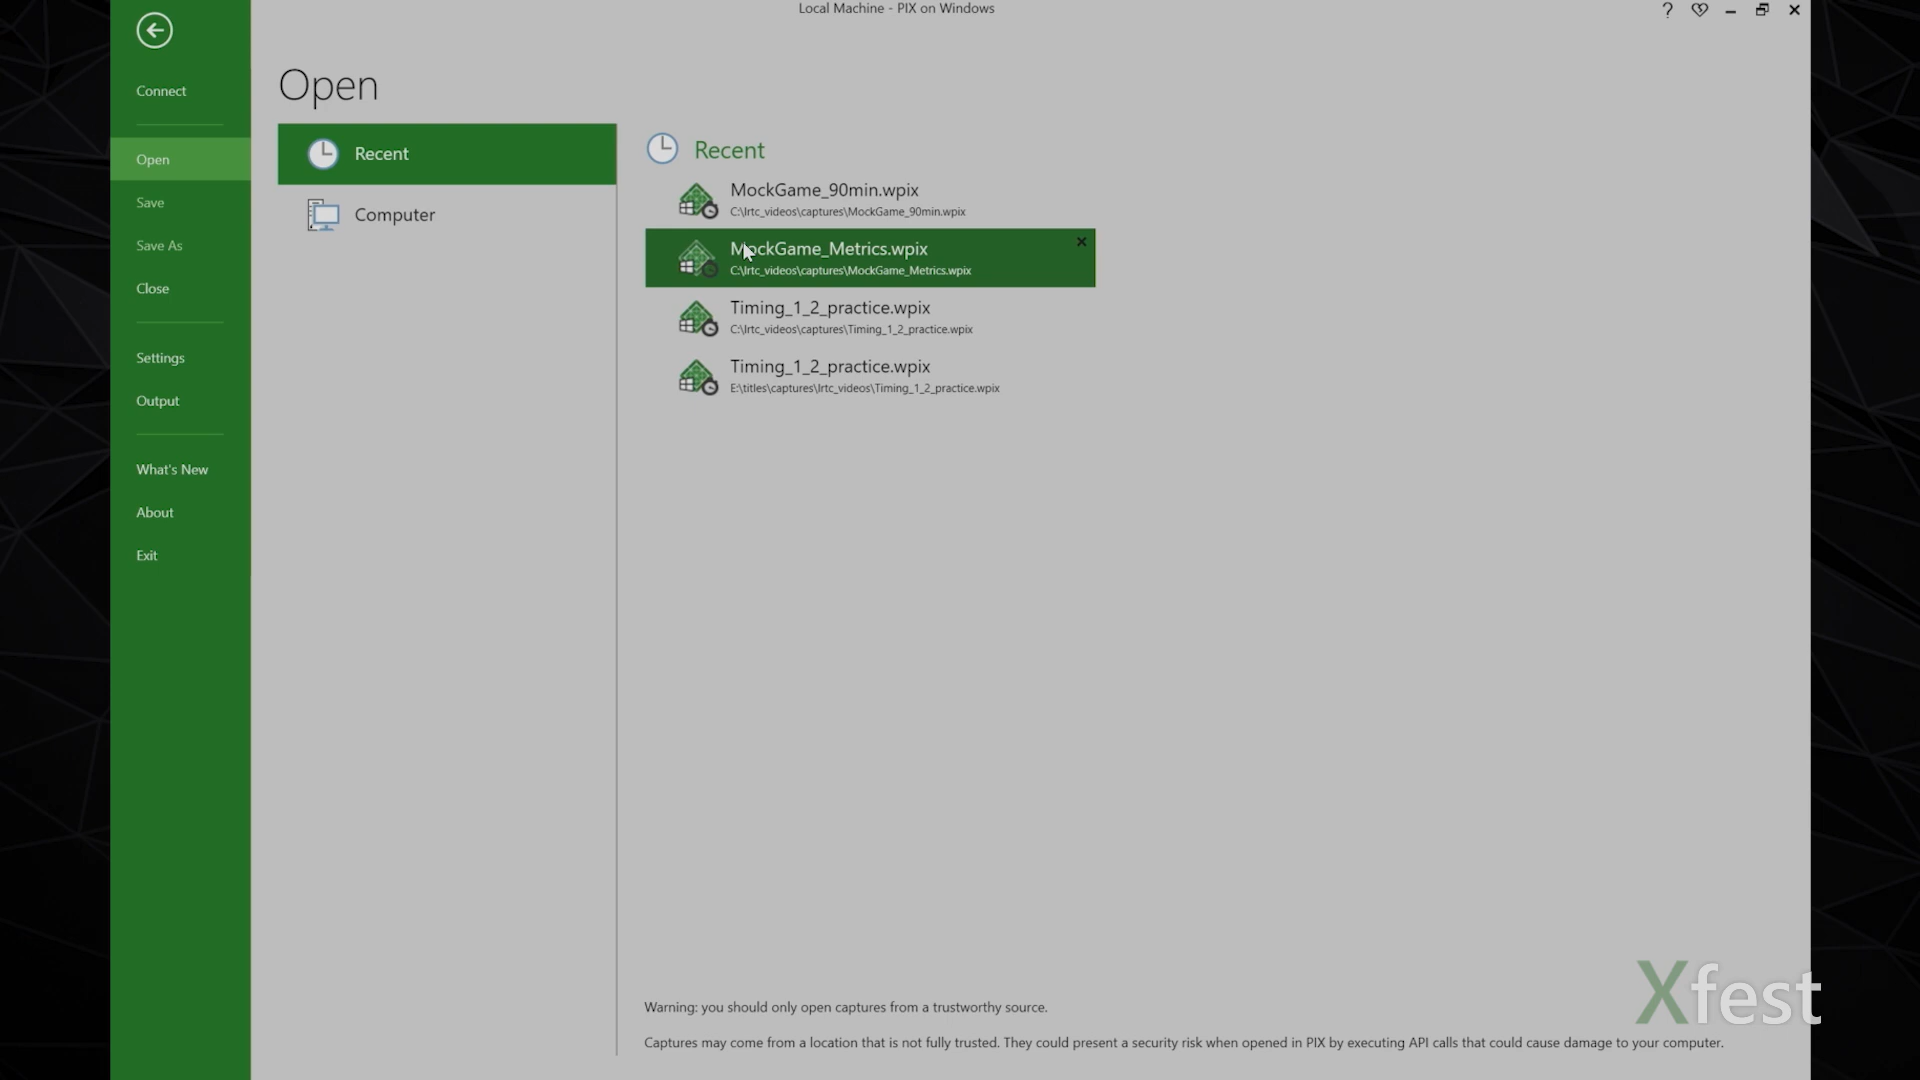 Local Machine - PIX on Windows
Connect
Open
Save
Save As
Close
Settings
Output
What's New
About
Exit
Open
Recent
Computer
Recent
MockGame_90min.wpix
C:\lrtc_videos\captures\MockGame_90min.wpix
MockGame_Metrics.wpix
C:\lrtc_videos\captures\MockGame_Metrics.wpix
Timing_1_2_practice.wpix
C:\lrtc_videos\captures\Timing_1_2_practice.wpix
Timing_1_2_practice.wpix
E:\titles\captures\lrtc_videos\Timing_1_2_practice.wpix
Warning: you should only open captures from a trustworthy source.
Captures may come from a location that is not fully trusted. They could present a security risk when opened in PIX by executing API calls that could cause damage to your computer.
Xfest